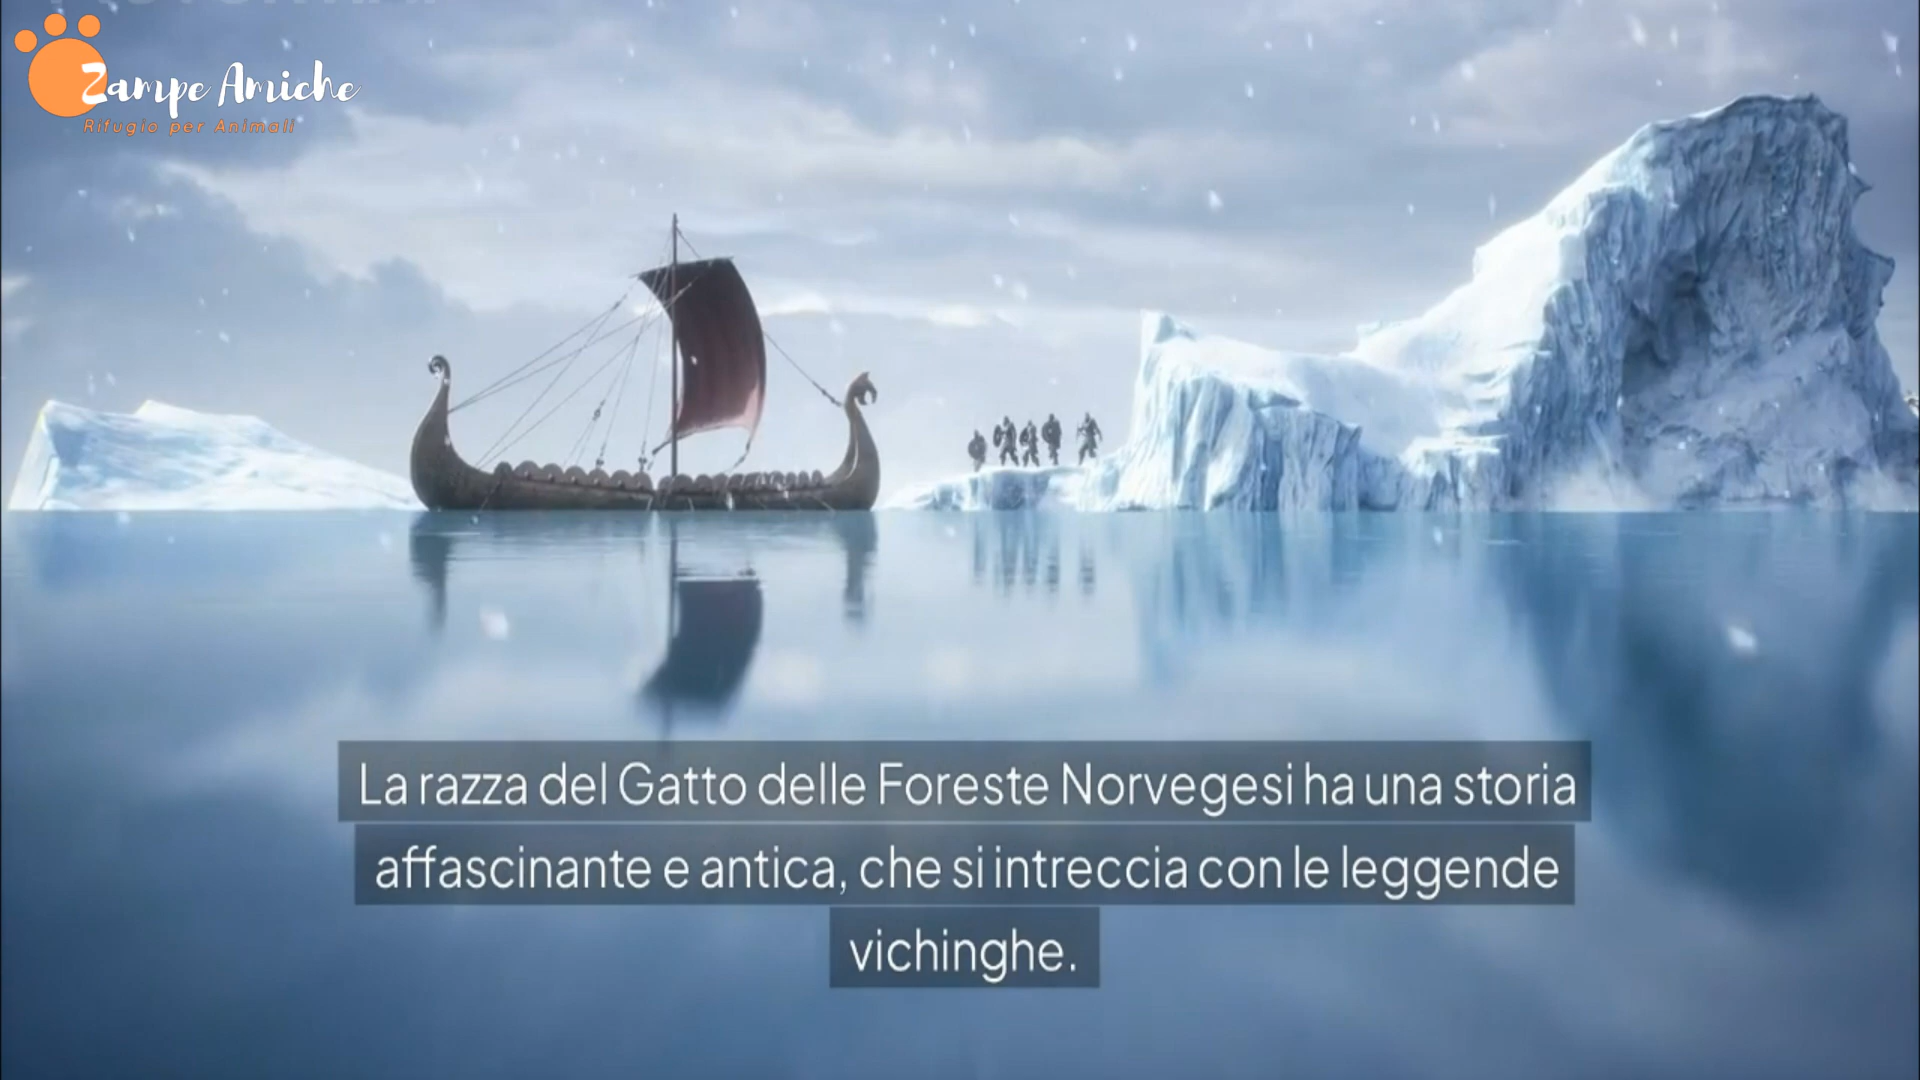 Zampe Amiche
Rifugio per Animali
La razza del Gatto delle Foreste Norvegesi ha una storia
affascinante e antica, che si intreccia con le leggende
vichinghe.